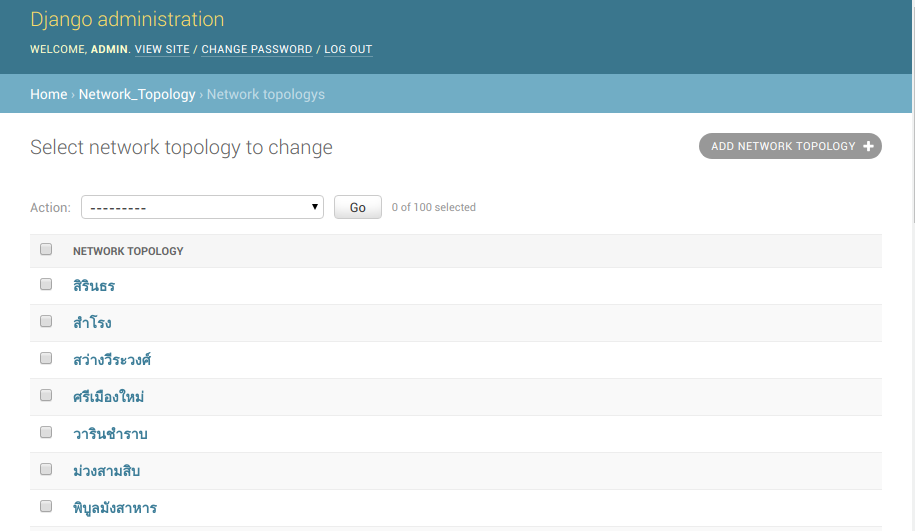 Django administration
WELCOME, ADMIN. VIEW SITE / CHANGE PASSWORD / LOG OUT
Home › Network_Topology › Network topologys
Select network topology to change
ADD NETWORK TOPOLOGY +
Action: --------- Go 0 of 100 selected
NETWORK TOPOLOGY
สิรินธร
สำโรง
สว่างวีระวงศ์
ศรีเมืองใหม่
วารินชำราบ
ม่วงสามสิบ
พิบูลมังสาหาร